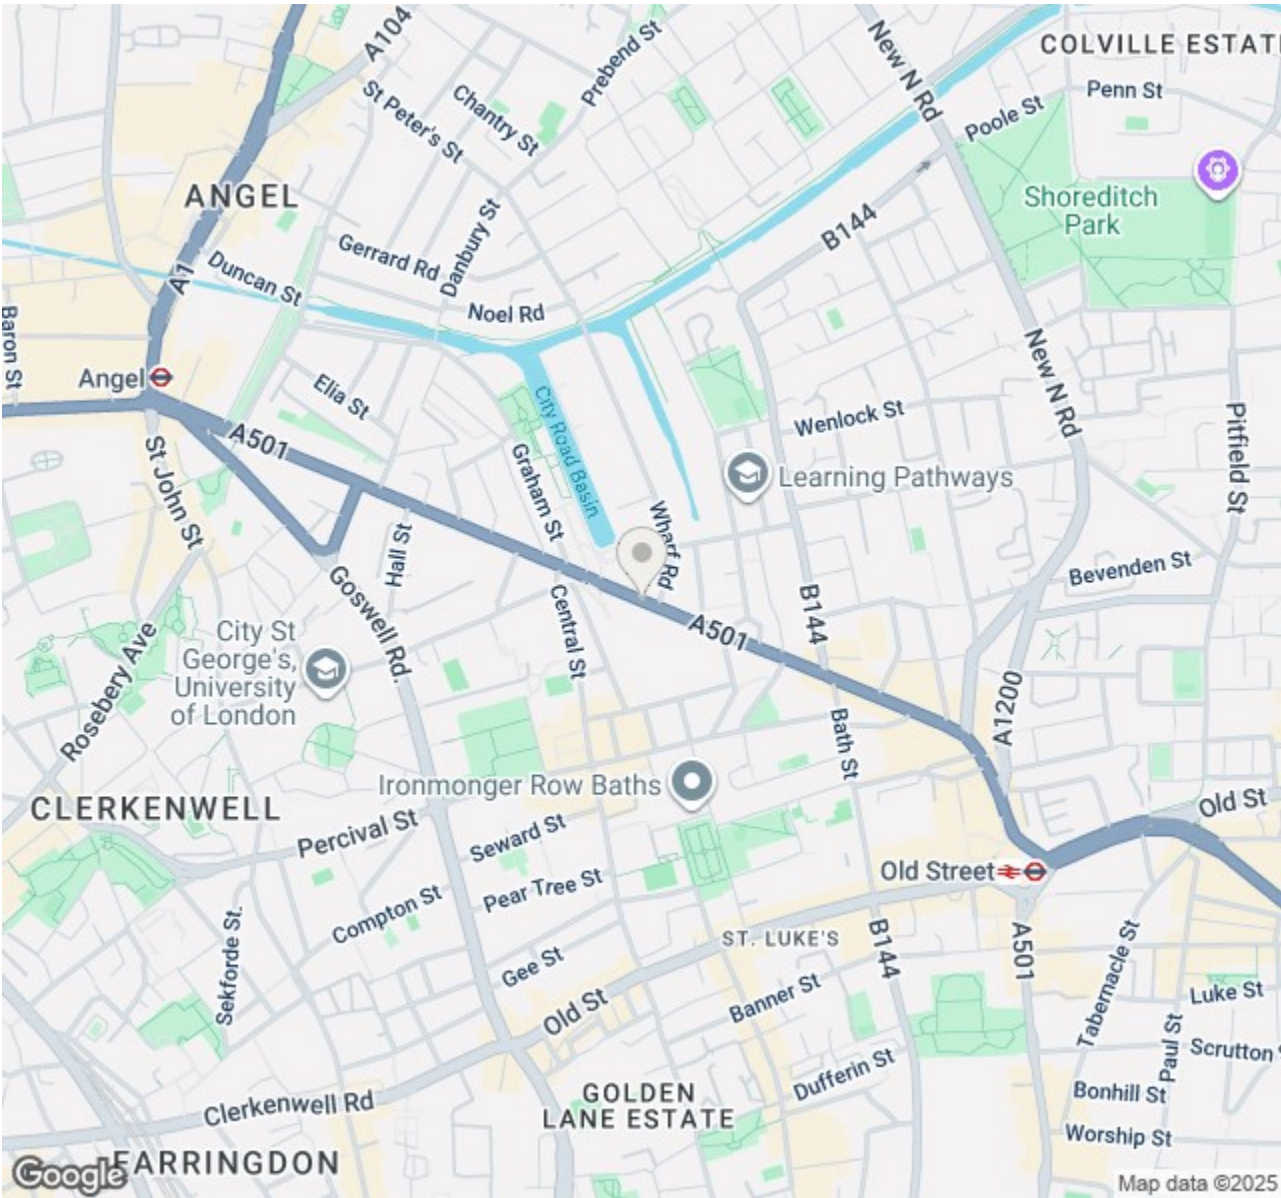 A104
Prebend St
New N Rd
COLVILLE ESTATE
Penn St
Chantry St
St Peter's St
Poole St
ANGEL
Shoreditch
Park
Danbury St
B144
Gerrard Rd
A1
Duncan St
Noel Rd
Baron St
New N Rd
Angel
Elia St
City Road Basin
Wenlock St
Pitfield St
A501
St John St
Graham St
Learning Pathways
Wharf Rd
Hall St
Bevenden St
Goswell Rd
Central St
B144
A501
City St
George's,
University
of London
Rosebery Ave
A1200
Bath St
Ironmonger Row Baths
CLERKENWELL
Percival St
Old St
Seward St
Old Street
Pear Tree St
Compton St
ST. LUKE'S
B144
A501
Sekforde St.
Gee St
Tabernacle St
Banner St
Luke St
Old St
Paul St
Scrutton
Dufferin St
Bonhill St
GOLDEN
LANE ESTATE
Clerkenwell Rd
Worship St
FARRINGDON
Google
Map data ©2025